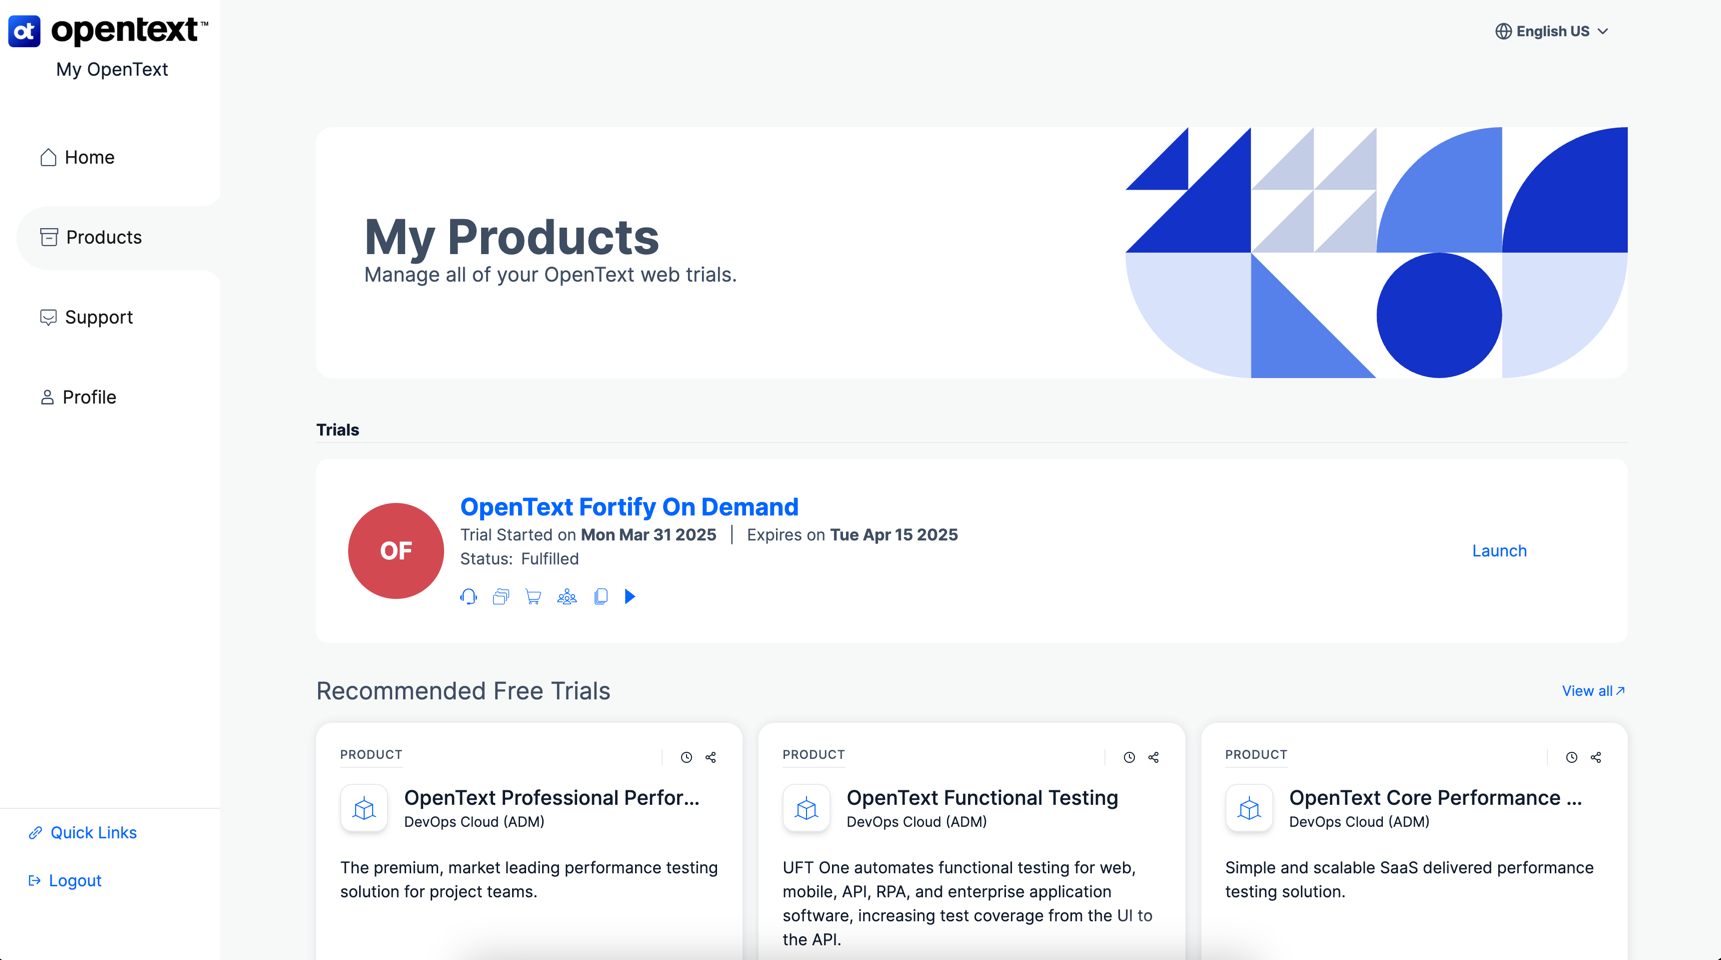 ot opentext™
My OpenText
English US
Home
Products
Support
Profile
Quick Links
Logout
My Products
Manage all of your OpenText web trials.
Trials
OF
OpenText Fortify On Demand
Trial Started on Mon Mar 31 2025 | Expires on Tue Apr 15 2025
Status: Fulfilled
Launch
Recommended Free Trials
View all
PRODUCT
OpenText Professional Perfor...
DevOps Cloud (ADM)
The premium, market leading performance testing
solution for project teams.
PRODUCT
OpenText Functional Testing
DevOps Cloud (ADM)
UFT One automates functional testing for web,
mobile, API, RPA, and enterprise application
software, increasing test coverage from the UI to
the API.
PRODUCT
OpenText Core Performance ...
DevOps Cloud (ADM)
Simple and scalable SaaS delivered performance
testing solution.